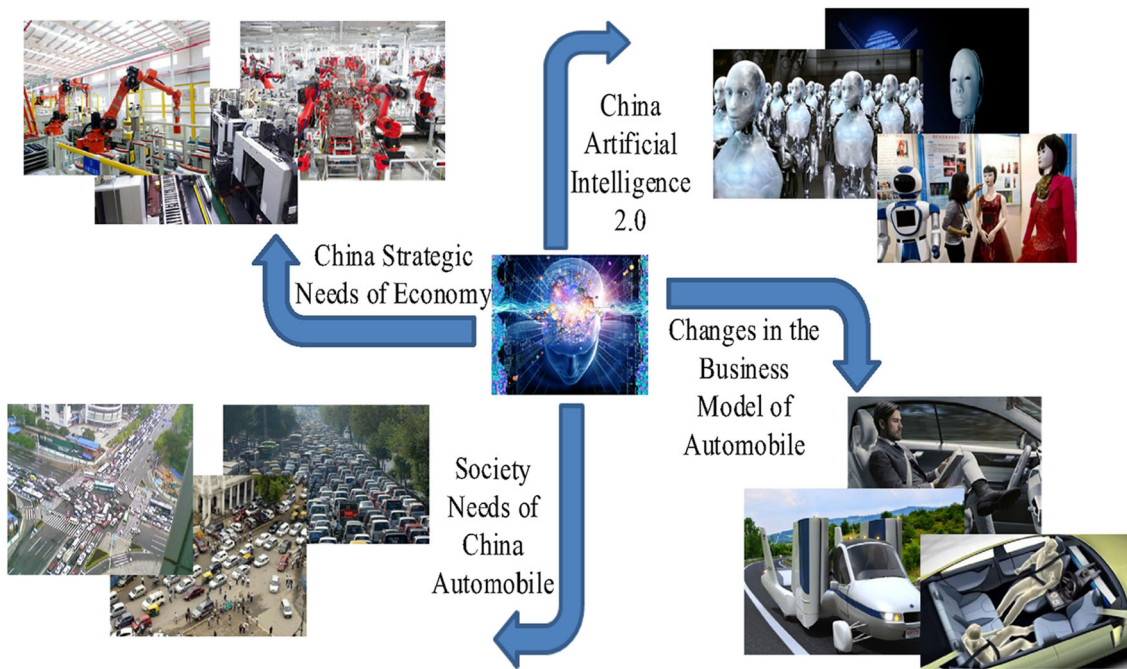 China
Artificial
Intelligence
2.0
China Strategic
Needs of Economy
Changes in the
Business
Model of
Automobile
Society
Needs of
China
Automobile